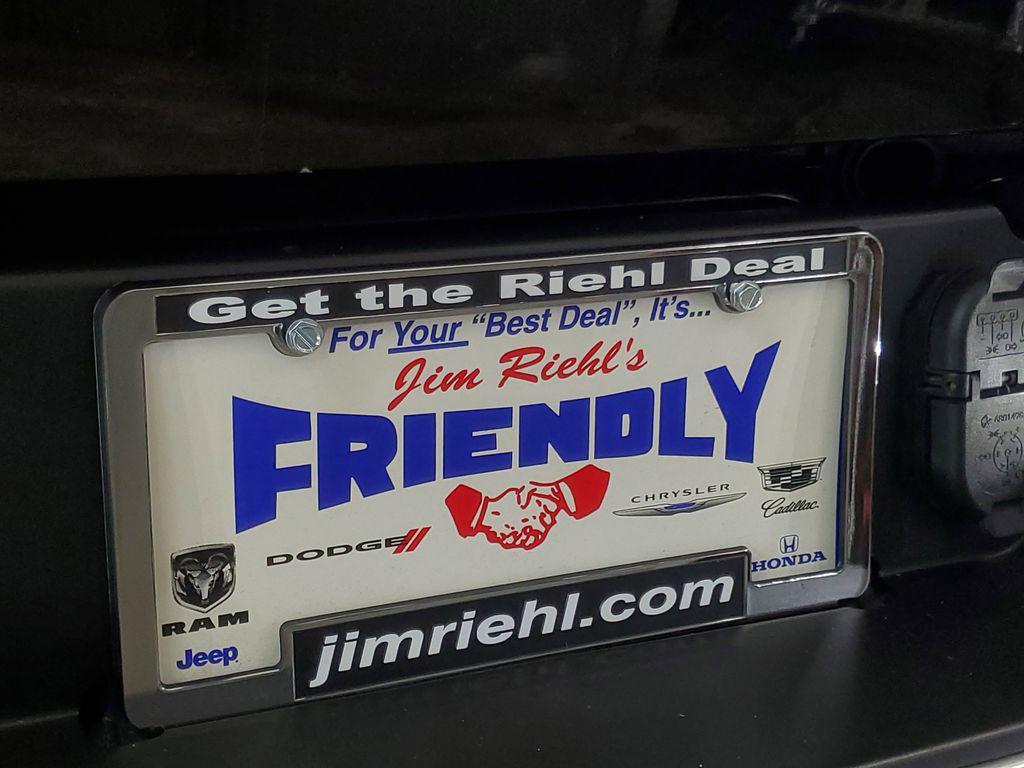 Get the Riehl Deal
For Your "Best Deal", It's...
Jim Riehl's
FRIENDLY
DODGE
CHRYSLER
Cadillac
RAM
Jeep
HONDA
jimriehl.com